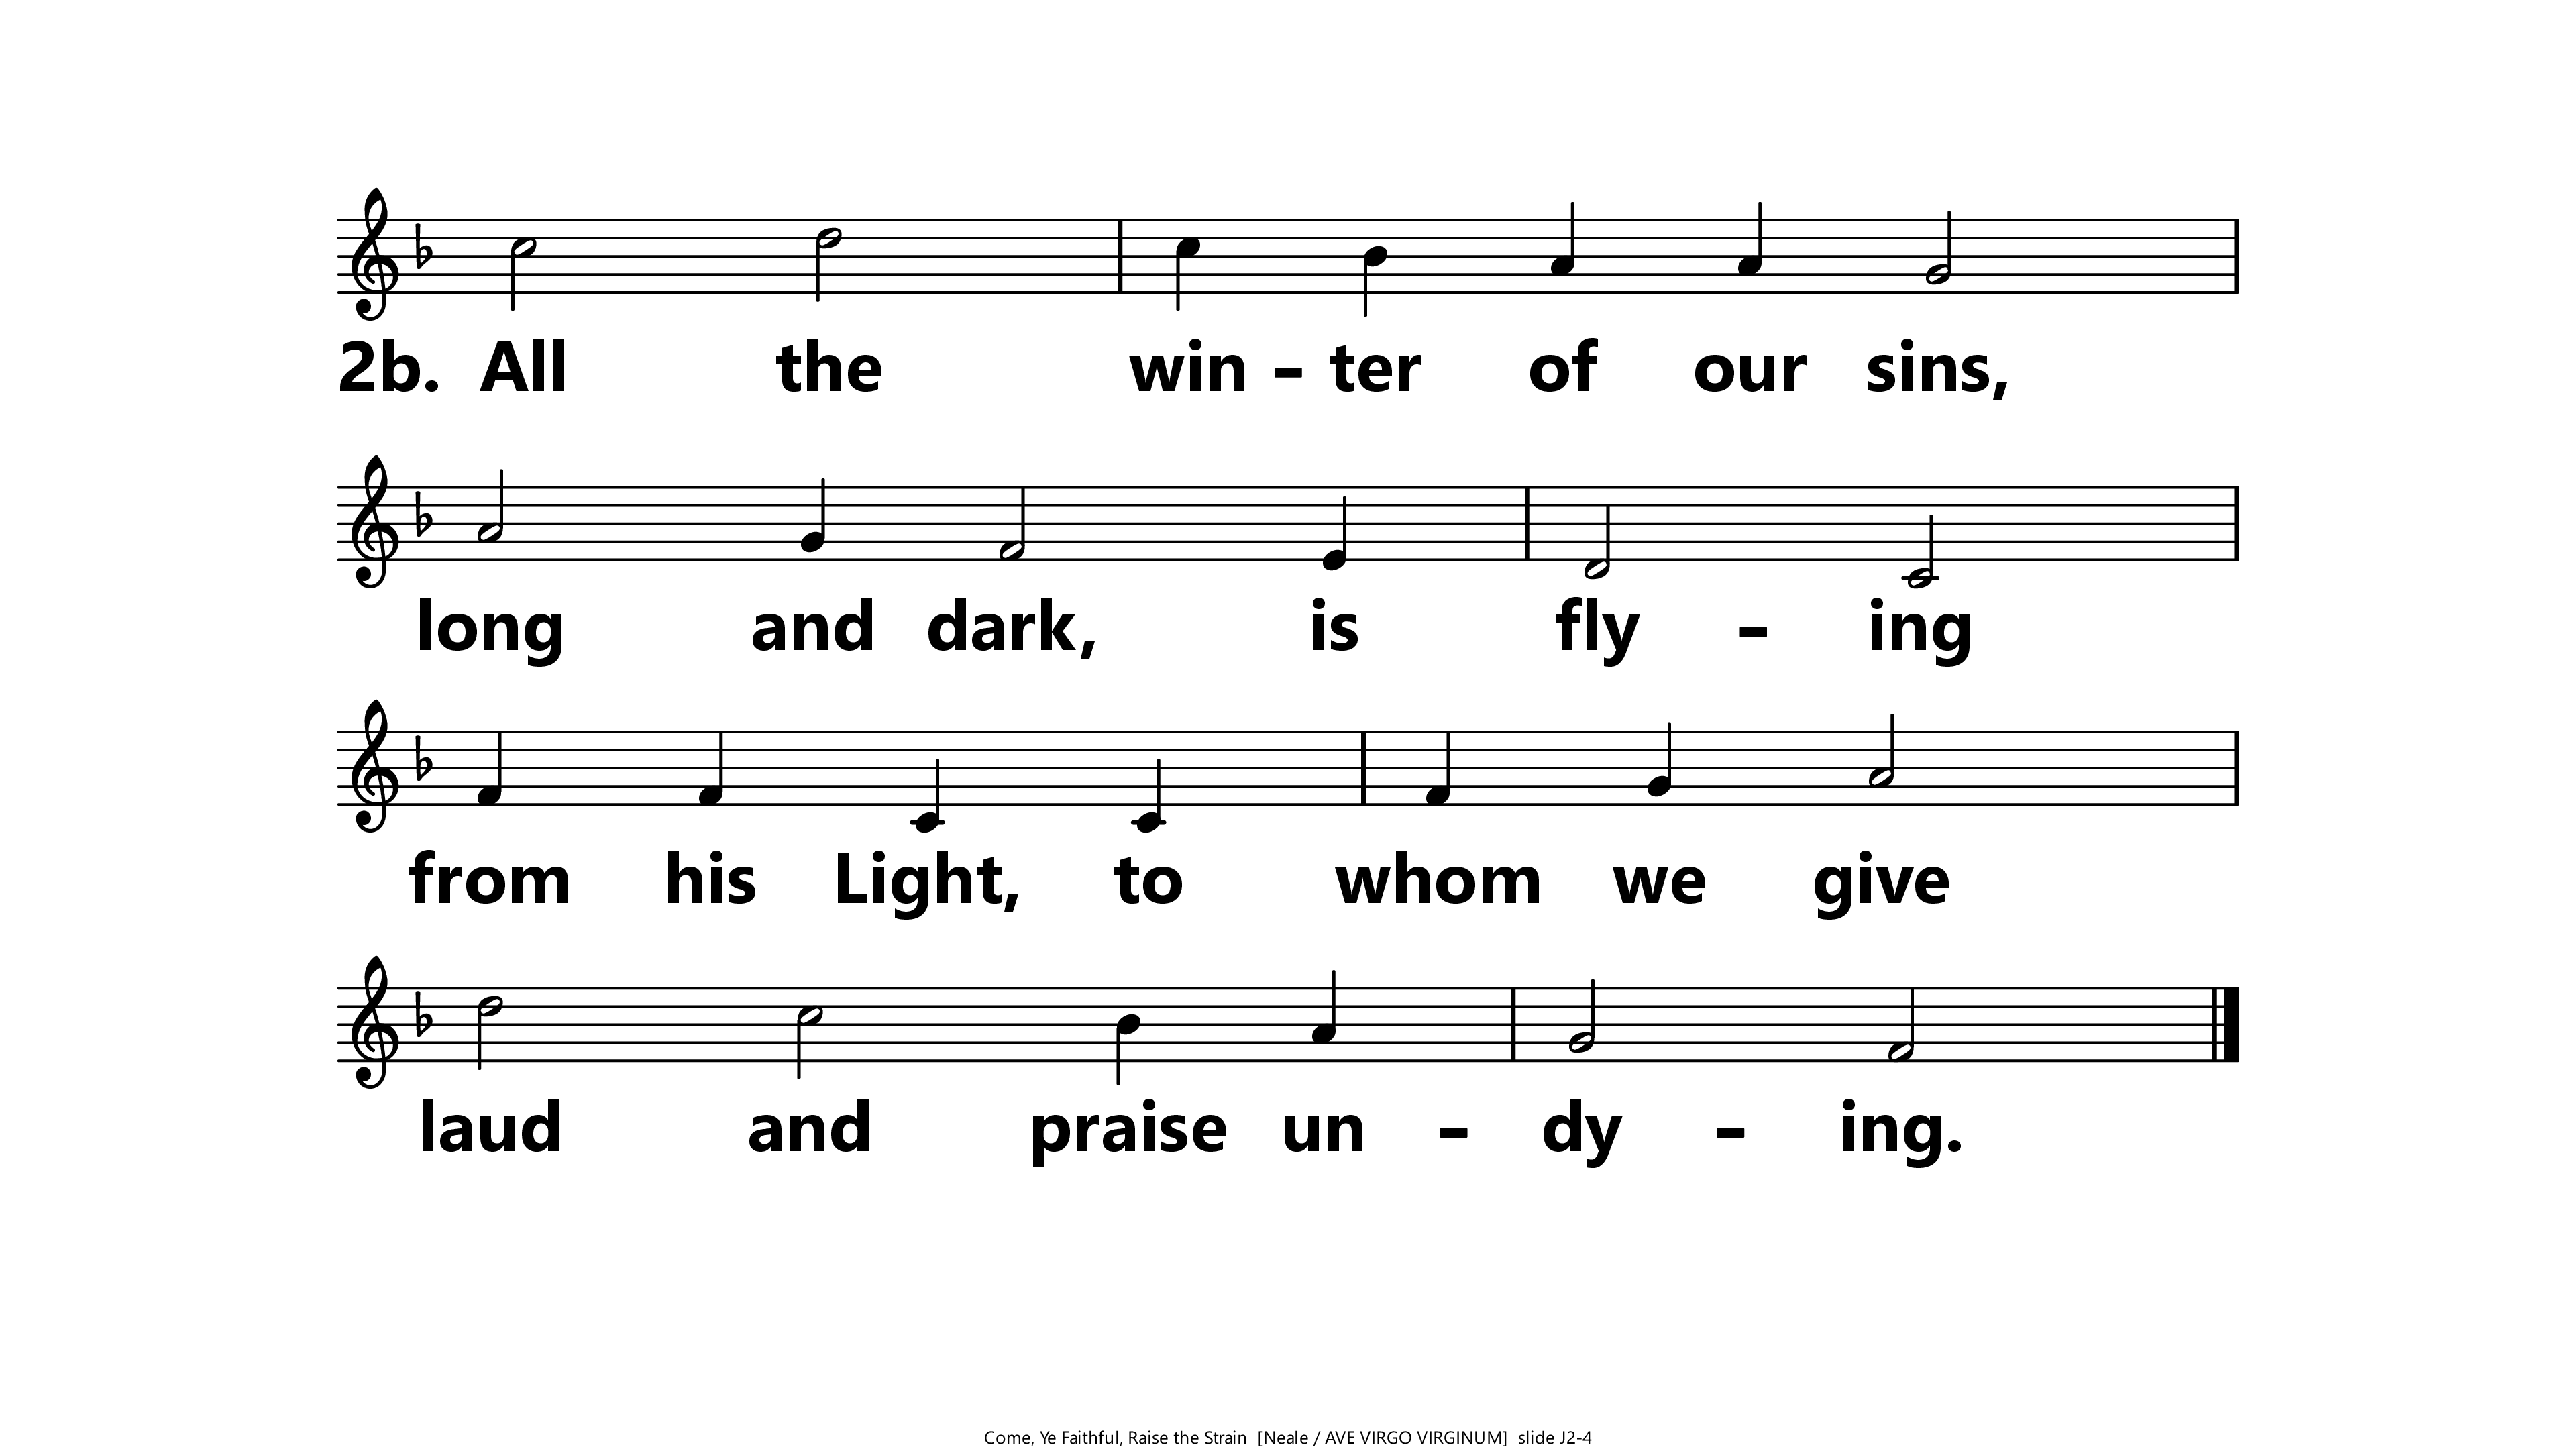 2b. All the win - ter of our sins,
long and dark, is fly - ing
from his Light, to whom we give
laud and praise un - dy - ing.
Come, Ye Faithful, Raise the Strain [Neale / AVE VIRGO VIRGINUM] slide J2-4